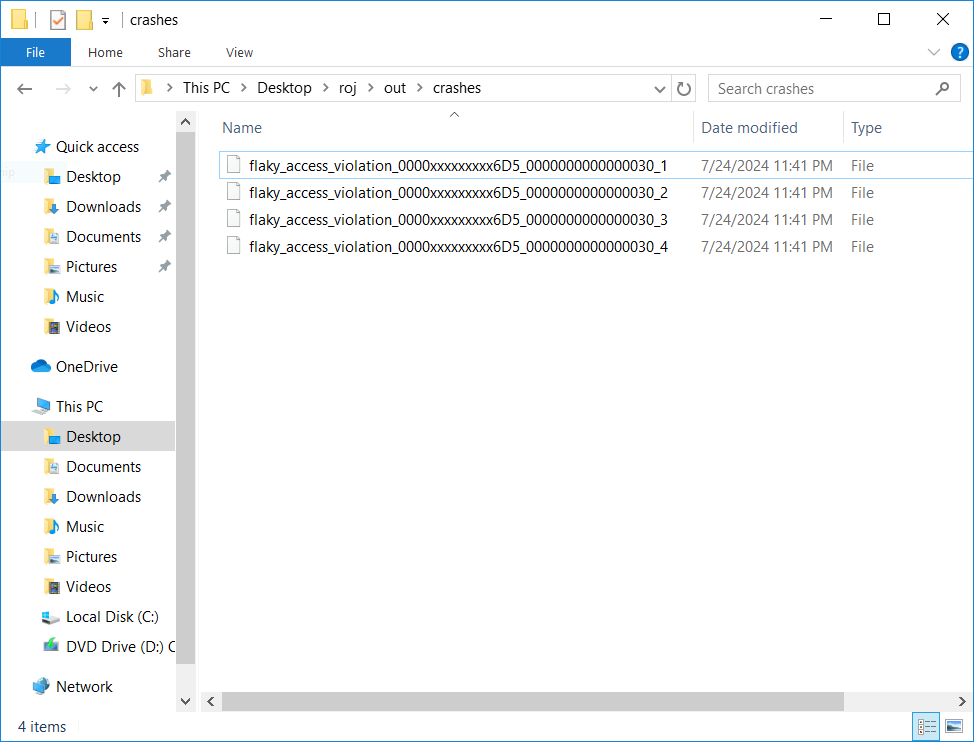 crashes
File Home Share View
This PC Desktop roj out crashes
Search crashes
Name Date modified Type
flaky_access_violation_0000xxxxxxxxx6D5_0000000000000030_1 7/24/2024 11:41 PM File
flaky_access_violation_0000xxxxxxxxx6D5_0000000000000030_2 7/24/2024 11:41 PM File
flaky_access_violation_0000xxxxxxxxx6D5_0000000000000030_3 7/24/2024 11:41 PM File
flaky_access_violation_0000xxxxxxxxx6D5_0000000000000030_4 7/24/2024 11:41 PM File
Quick access
Desktop
Downloads
Documents
Pictures
Music
Videos
OneDrive
This PC
Desktop
Documents
Downloads
Music
Pictures
Videos
Local Disk (C:)
DVD Drive (D:) C
Network
4 items